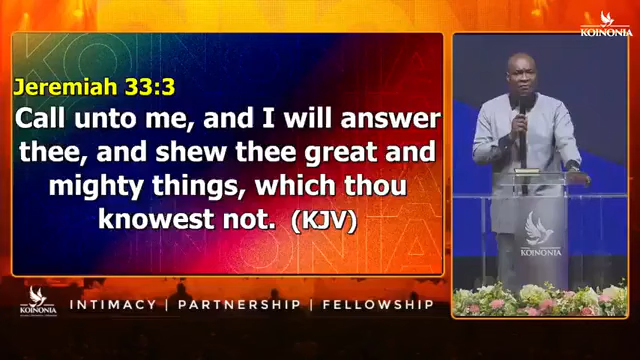 KOINONIA
Jeremiah 33:3
Call unto me, and I will answer
thee, and shew thee great and
mighty things, which thou
knowest not. (KJV)
KOINONIA
KOINONIA
INTIMACY | PARTNERSHIP | FELLOWSHIP